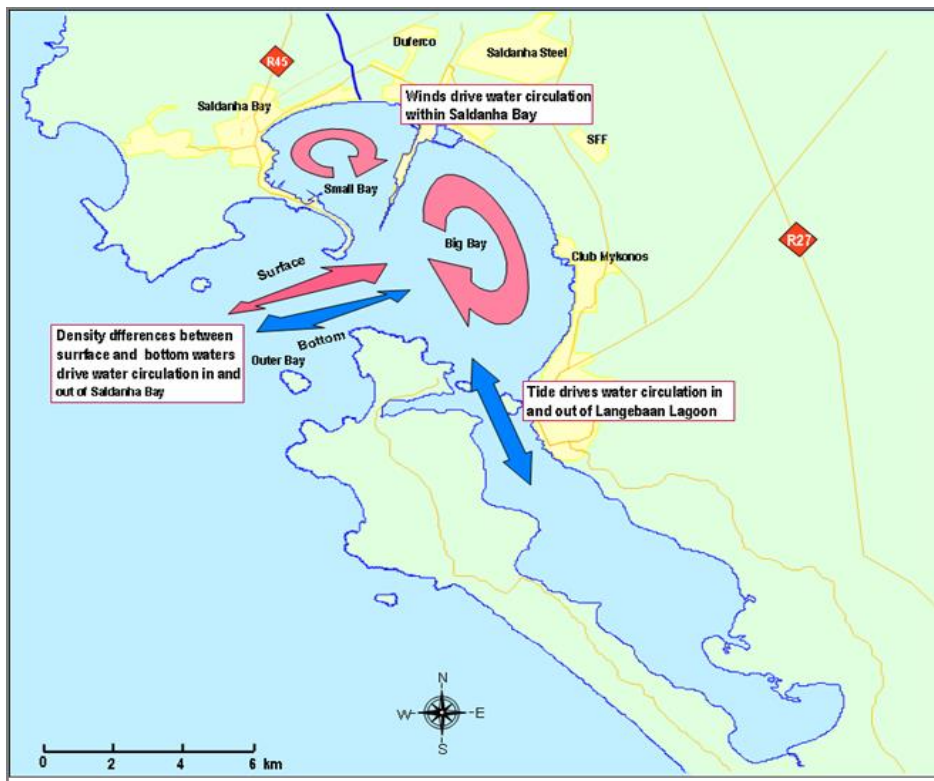 Duferco
Saldanha Steel
R45
Winds drive water circulation
within Saldanha Bay
Saldanha Bay
SFF
Small Bay
Big Bay
R27
Club Mykonos
Surface
Bottom
Density dfferences between
surrface and bottom waters
drive water circulation in and
out of Saldanha Bay
Outer Bay
Tide drives water circulation in
and out of Langebaan Lagoon
N
W
E
S
0 2 4 6 km